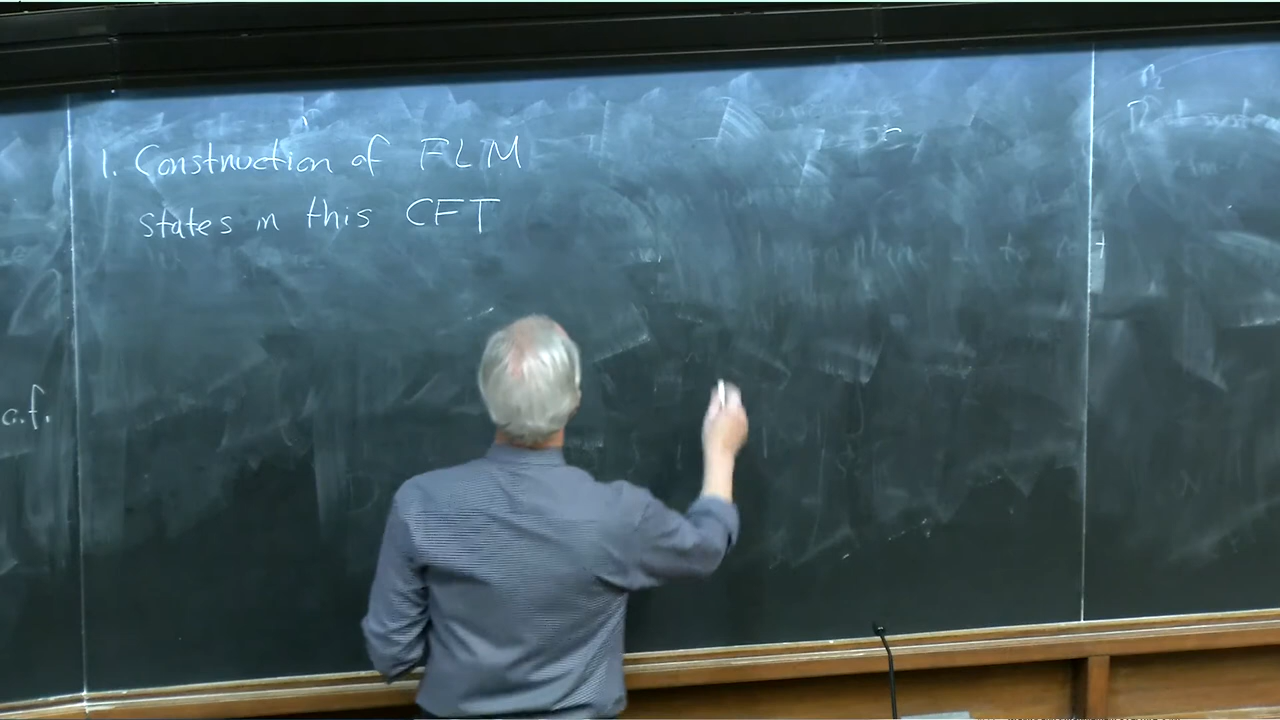 1. Construction of FLM
states in this CFT
a.f.